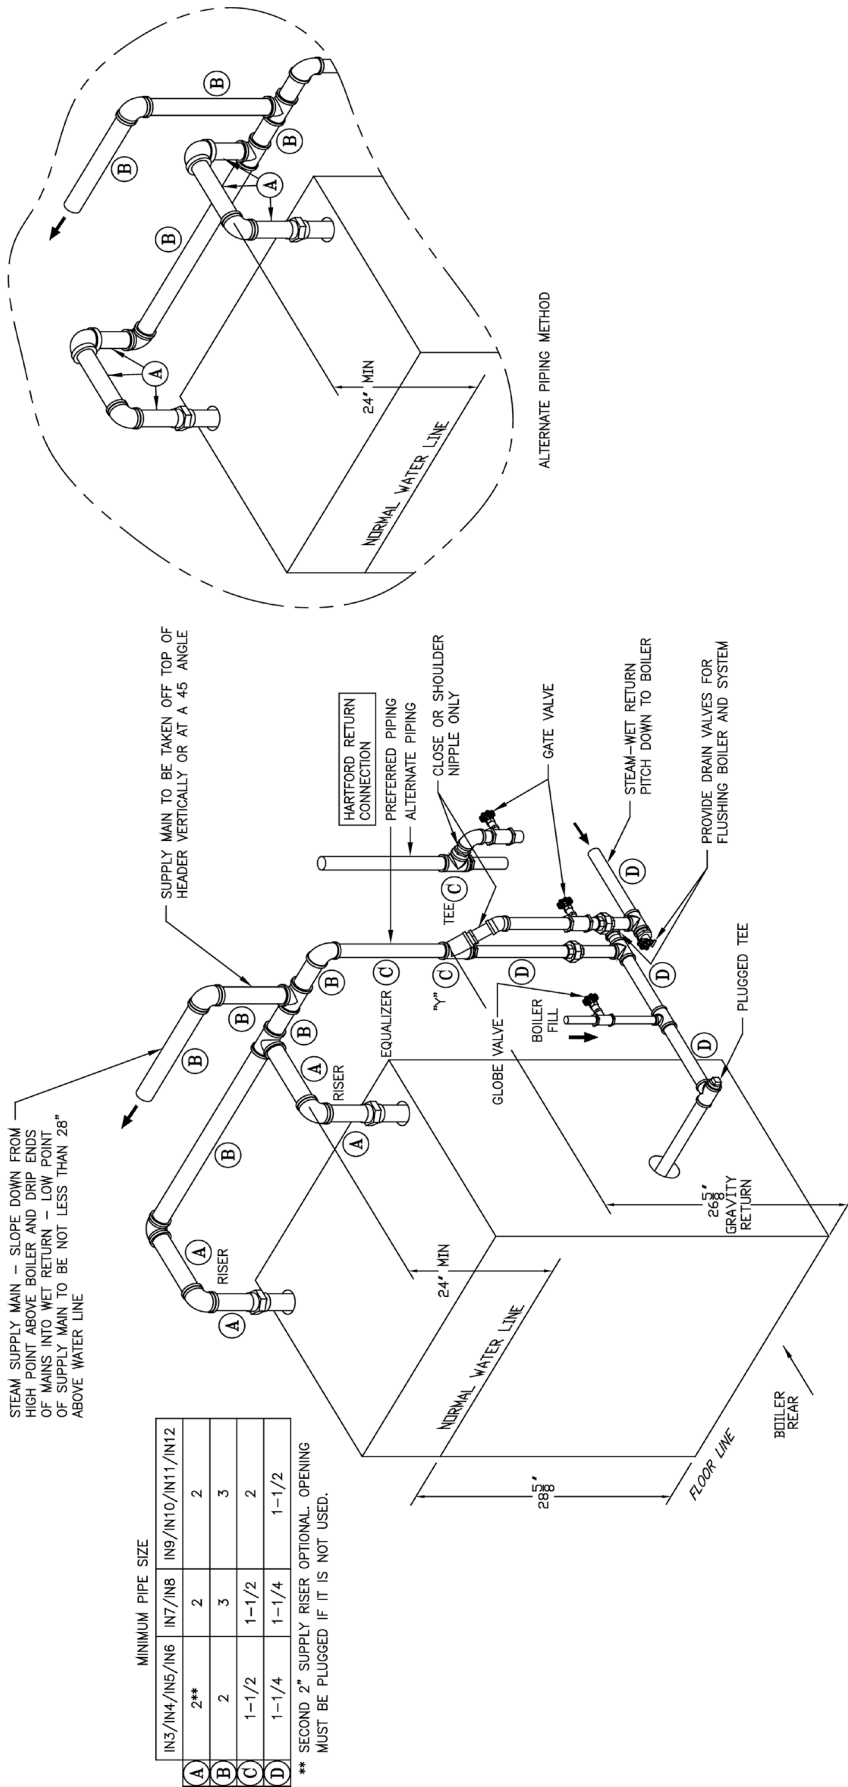 STEAM SUPPLY MAIN – SLOPE DOWN FROM
HIGH POINT ABOVE BOILER AND DRIP ENDS
OF MAINS INTO WET RETURN – LOW POINT
OF SUPPLY MAIN TO BE NOT LESS THAN 28"
ABOVE WATER LINE
SUPPLY MAIN TO BE TAKEN OFF TOP OF
HEADER VERTICALLY OR AT A 45 ANGLE
MINIMUM PIPE SIZE
IN3/IN4/IN5/IN6 IN7/IN8 IN9/IN10/IN11/IN12
A 2** 2 2
B 2 3 3
C 1-1/2 1-1/2 2
D 1-1/4 1-1/4 1-1/2
** SECOND 2" SUPPLY RISER OPTIONAL. OPENING
MUST BE PLUGGED IF IT IS NOT USED.
B
B
B
B
B
A
RISER
A
A
RISER
A
HARTFORD RETURN
CONNECTION
PREFERRED PIPING
ALTERNATE PIPING
EQUALIZER C
TEE C
CLOSE OR SHOULDER
NIPPLE ONLY
"Y" C
D
GATE VALVE
GLOBE VALVE
BOILER
FILL
STEAM–WET RETURN
PITCH DOWN TO BOILER
D
D
D
PROVIDE DRAIN VALVES FOR
FLUSHING BOILER AND SYSTEM
PLUGGED TEE
24" MIN
NORMAL WATER LINE
26 5/8"
GRAVITY
RETURN
28 5/8"
FLOOR LINE
BOILER
REAR
B
B
B
B
A
A
24" MIN
NORMAL WATER LINE
ALTERNATE PIPING METHOD